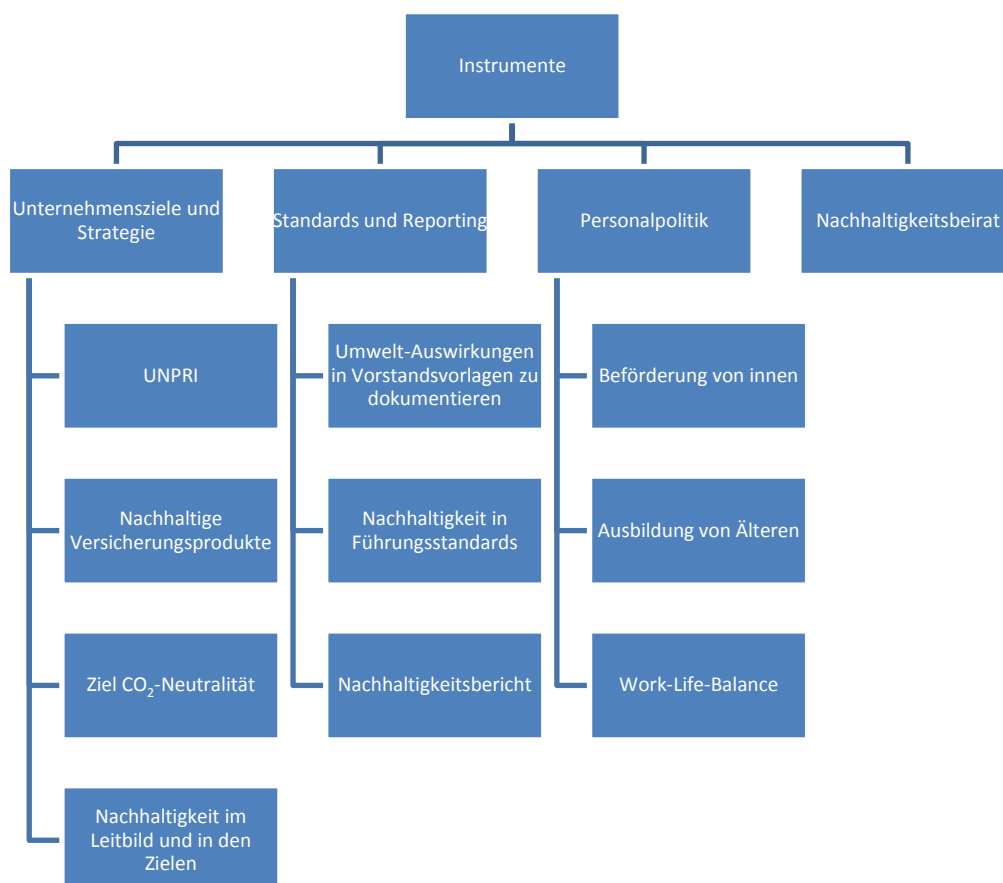 Instrumente
Unternehmensziele und
Strategie
Standards und Reporting
Personalpolitik
Nachhaltigkeitsbeirat
UNPRI
Umwelt-Auswirkungen
in Vorstandsvorlagen zu
dokumentieren
Beförderung von innen
Nachhaltige
Versicherungsprodukte
Nachhaltigkeit in
Führungsstandards
Ausbildung von Älteren
Ziel CO₂-Neutralität
Nachhaltigkeitsbericht
Work-Life-Balance
Nachhaltigkeit im
Leitbild und in den
Zielen